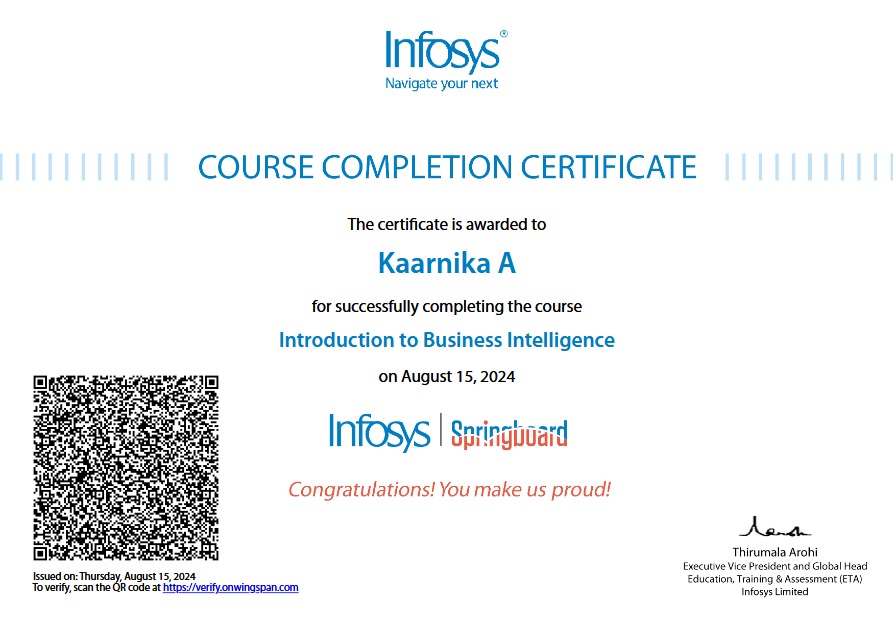 Infosys®
Navigate your next
COURSE COMPLETION CERTIFICATE
The certificate is awarded to
Kaarnika A
for successfully completing the course
Introduction to Business Intelligence
on August 15, 2024
Infosys | Springboard
Congratulations! You make us proud!
Issued on: Thursday, August 15, 2024
To verify, scan the QR code at https://verify.onwingspan.com
Thirumala Arohi
Executive Vice President and Global Head
Education, Training & Assessment (ETA)
Infosys Limited